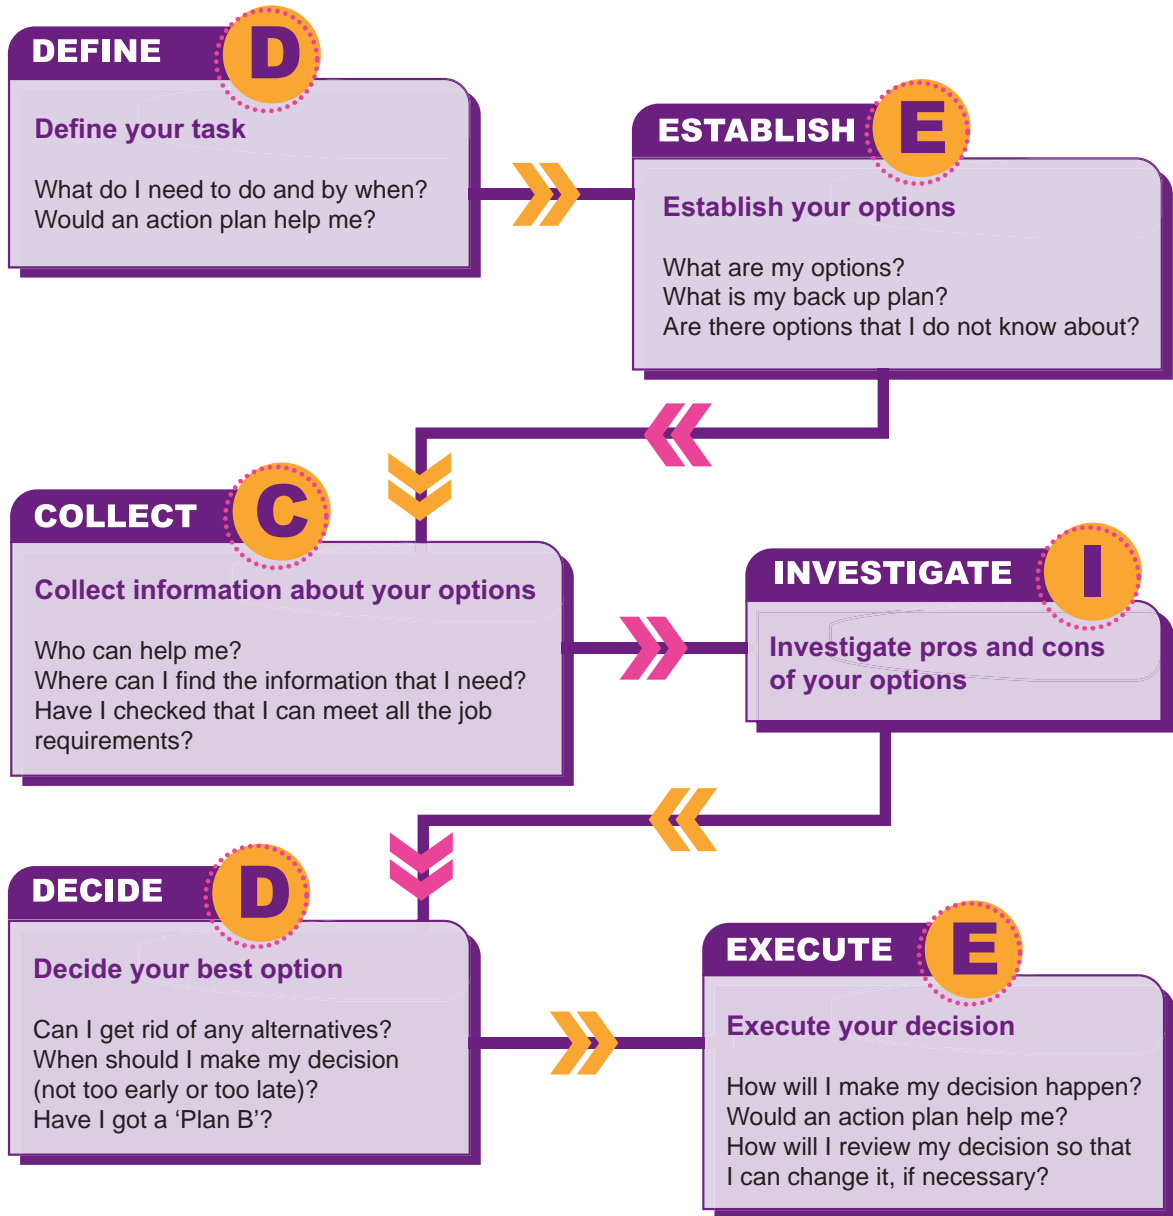 DEFINE
D
Define your task
What do I need to do and by when?
Would an action plan help me?
ESTABLISH
E
Establish your options
What are my options?
What is my back up plan?
Are there options that I do not know about?
COLLECT
C
Collect information about your options
Who can help me?
Where can I find the information that I need?
Have I checked that I can meet all the job
requirements?
INVESTIGATE
I
Investigate pros and cons
of your options
DECIDE
D
Decide your best option
Can I get rid of any alternatives?
When should I make my decision
(not too early or too late)?
Have I got a ‘Plan B’?
EXECUTE
E
Execute your decision
How will I make my decision happen?
Would an action plan help me?
How will I review my decision so that
I can change it, if necessary?